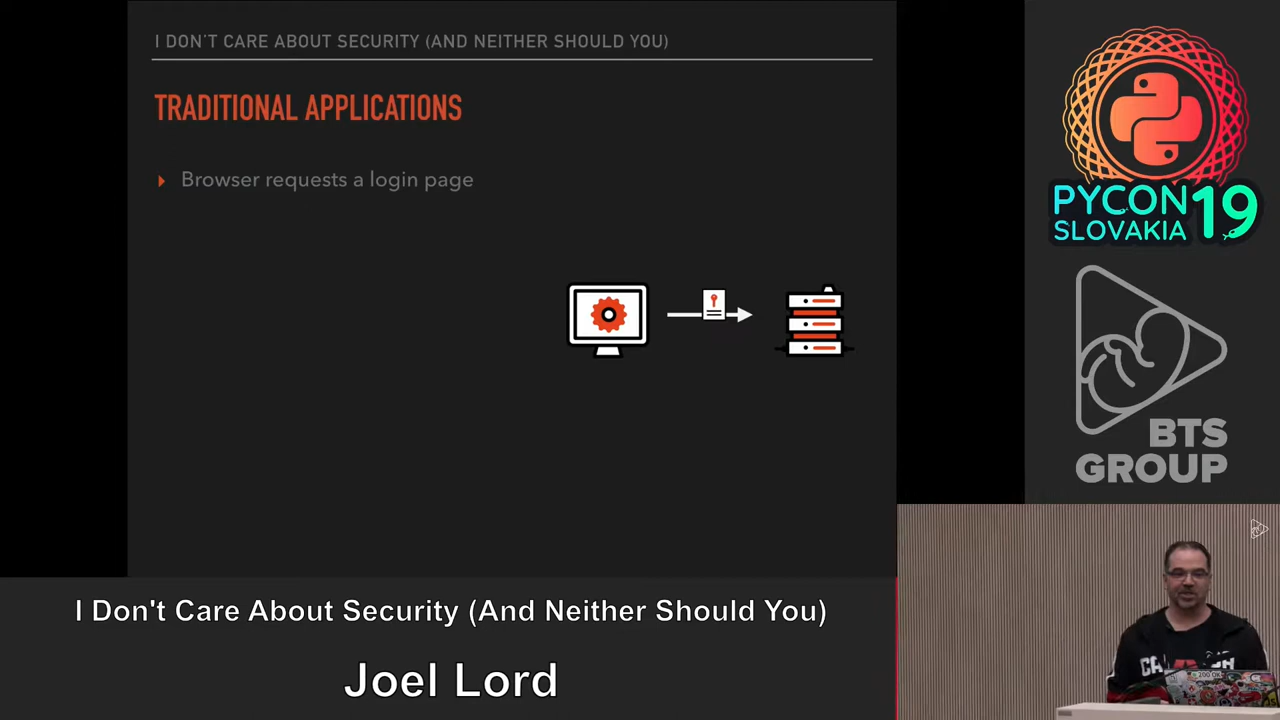 I DON'T CARE ABOUT SECURITY (AND NEITHER SHOULD YOU)
TRADITIONAL APPLICATIONS
Browser requests a login page
PYCON
SLOVAKIA
19
BTS
GROUP
I Don't Care About Security (And Neither Should You)
Joel Lord